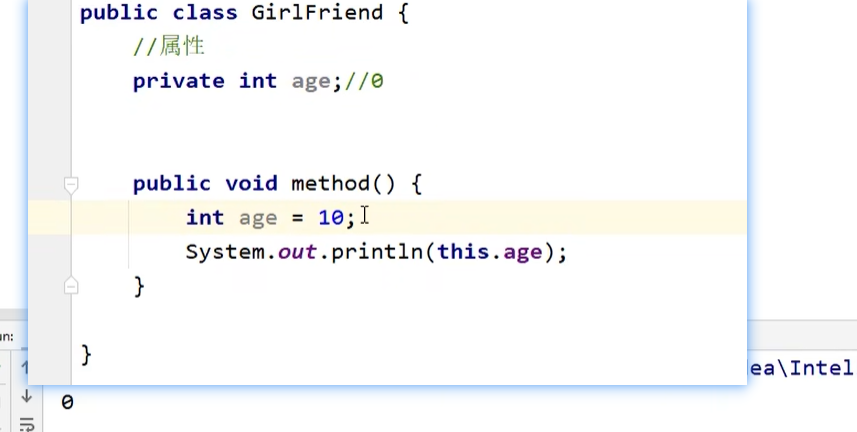 public class GirlFriend {
//属性
private int age;//0
public void method() {
int age = 10;
System.out.println(this.age);
}
}
un:
ea\Intel
0